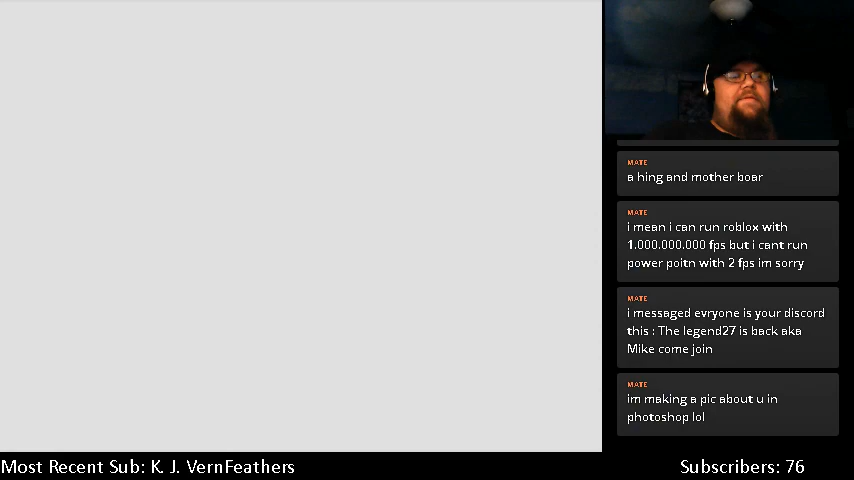 MATE
a hing and mother boar
MATE
i mean i can run roblox with
1.000.000.000 fps but i cant run
power poitn with 2 fps im sorry
MATE
i messaged evryone is your discord
this : The legend27 is back aka
Mike come join
MATE
im making a pic about u in
photoshop lol
Most Recent Sub: K. J. VernFeathers
Subscribers: 76